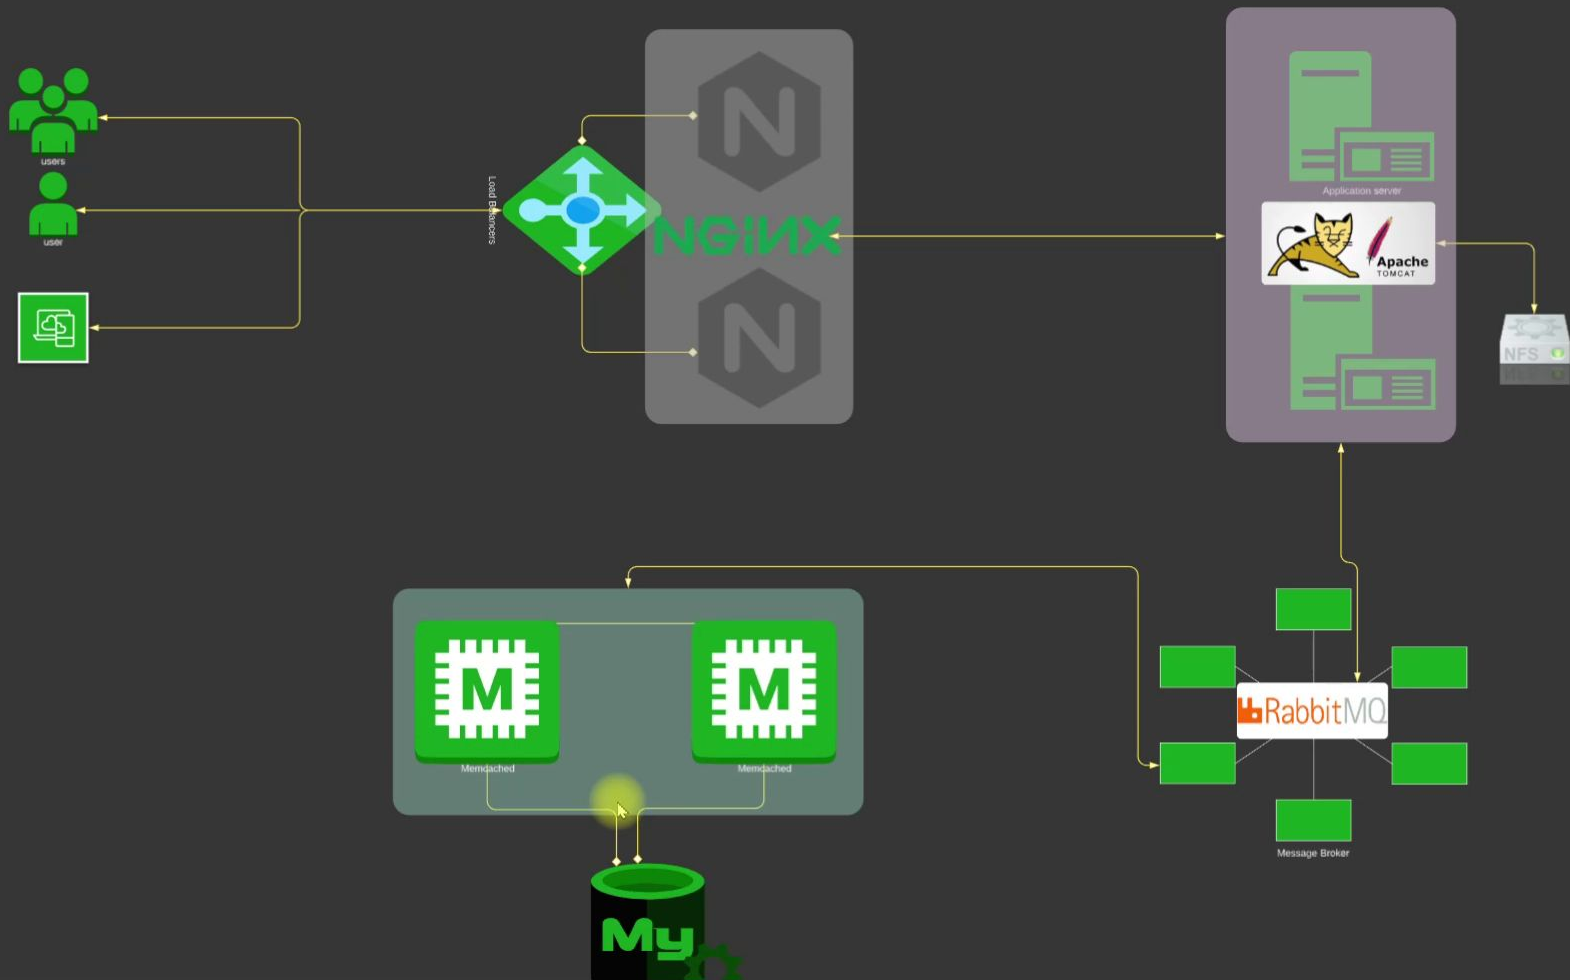 users
user
Load Balancers
N
NGINX
N
Application server
Apache
TOMCAT
NFS
M
M
Memcached
Memcached
RabbitMQ
Message Broker
My